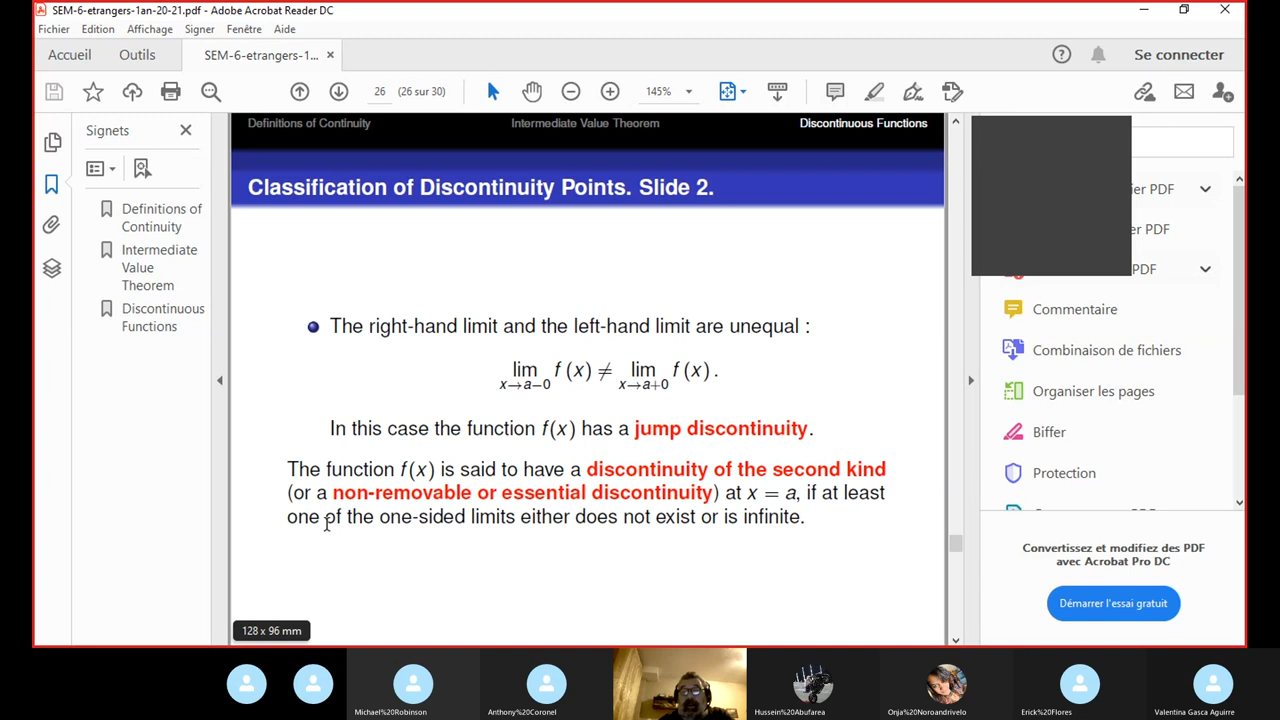 SEM-6-etrangers-1an-20-21.pdf - Adobe Acrobat Reader DC
Fichier Edition Affichage Signer Fenêtre Aide
Accueil Outils SEM-6-etrangers-1... × Se connecter
26 (26 sur 30) 145%
Signets
Definitions of Continuity
Intermediate Value Theorem
Discontinuous Functions
Definitions of Continuity Intermediate Value Theorem Discontinuous Functions
Classification of Discontinuity Points. Slide 2.
The right-hand limit and the left-hand limit are unequal :
lim f (x) ≠ lim f (x) .
x→a−0 x→a+0
In this case the function f(x) has a jump discontinuity.
The function f(x) is said to have a discontinuity of the second kind
(or a non-removable or essential discontinuity) at x = a, if at least
one of the one-sided limits either does not exist or is infinite.
128 x 96 mm
PDF
PDF
PDF
Commentaire
Combinaison de fichiers
Organiser les pages
Biffer
Protection
Convertissez et modifiez des PDF
avec Acrobat Pro DC
Démarrer l'essai gratuit
Michael%20Robinson Anthony%20Coronel Hussein%20Abufarea Onja%20Noroandrivelo Erick%20Flores Valentina Gasca Aguirre